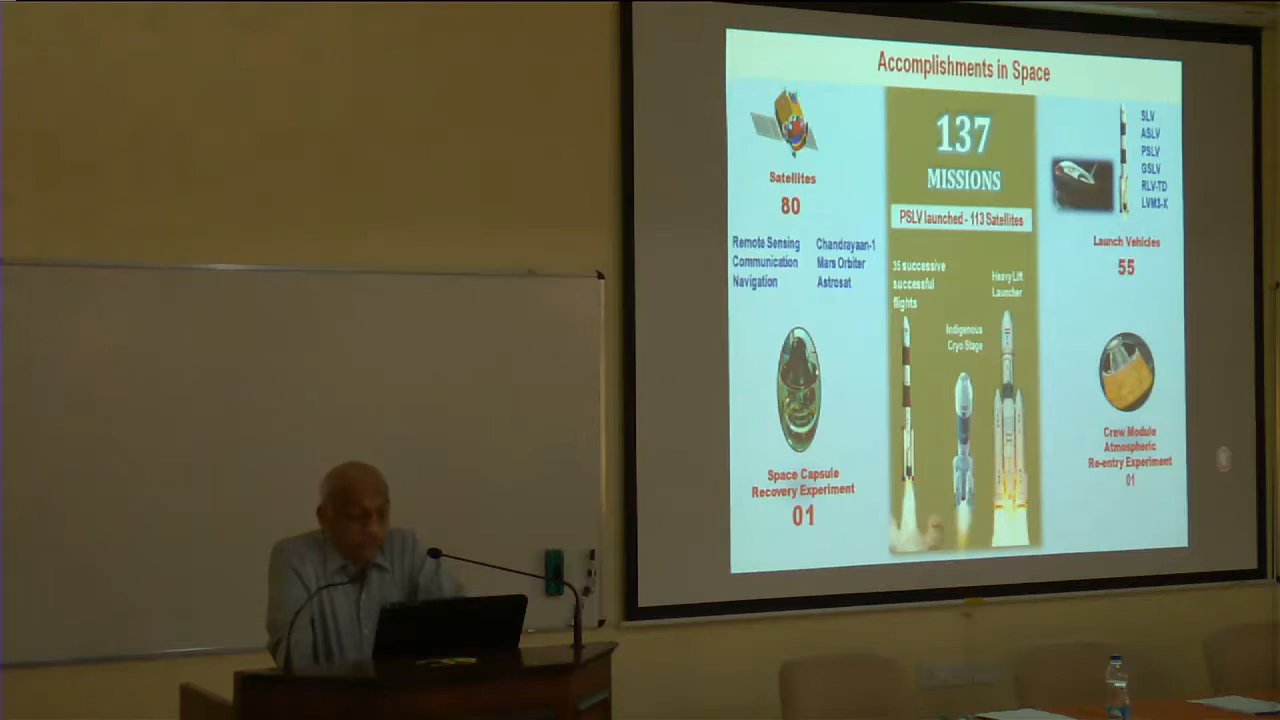 Accomplishments in Space
Satellites
80
Remote Sensing
Communication
Navigation
Chandrayaan-1
Mars Orbiter
Astrosat
Space Capsule
Recovery Experiment
01
137
MISSIONS
PSLV launched - 113 Satellites
35 successive
successful
flights
Indigenous
Cryo Stage
Heavy Lift
Launcher
SLV
ASLV
PSLV
GSLV
RLV-TD
LVM3-X
Launch Vehicles
55
Crew Module
Atmospheric
Re-entry Experiment
01